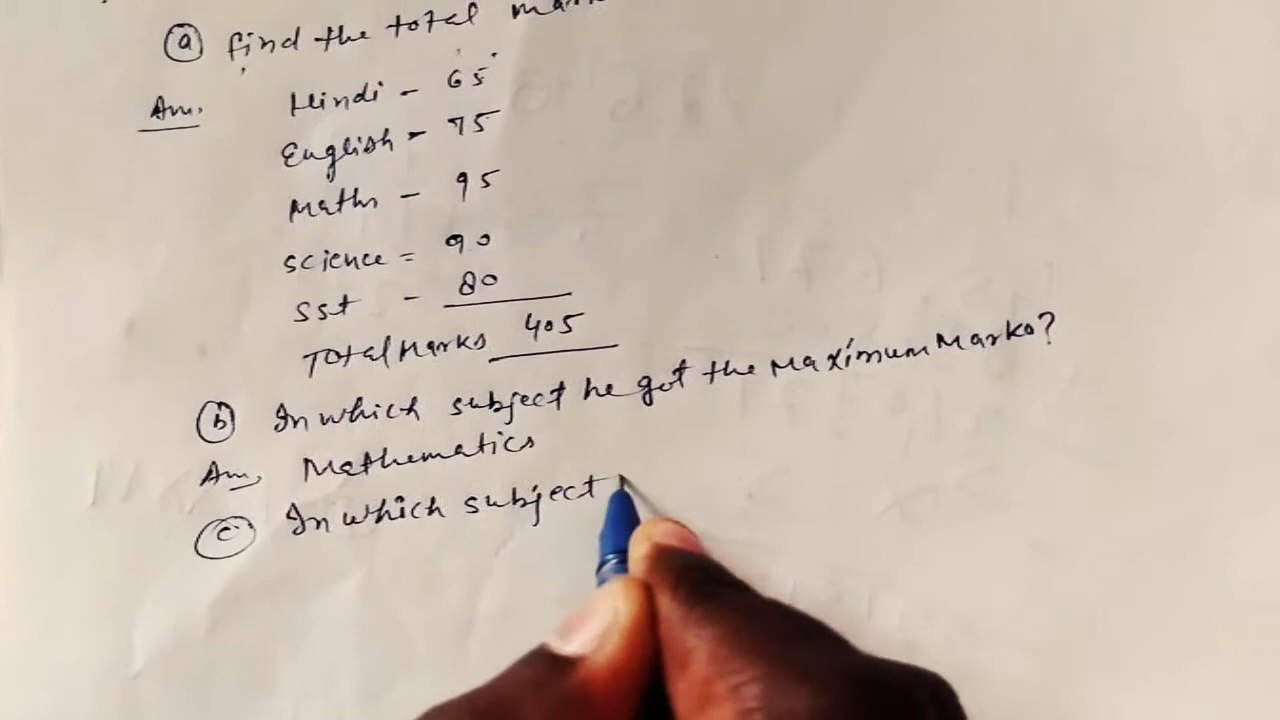 (a) find the total
Ans. Hindi - 65
English - 75
Maths - 95
science = 90
SSt - 80
Total Marks 405
(b) In which subject he got the Maximum Marks?
Ans, Mathematics
(c) In which subject